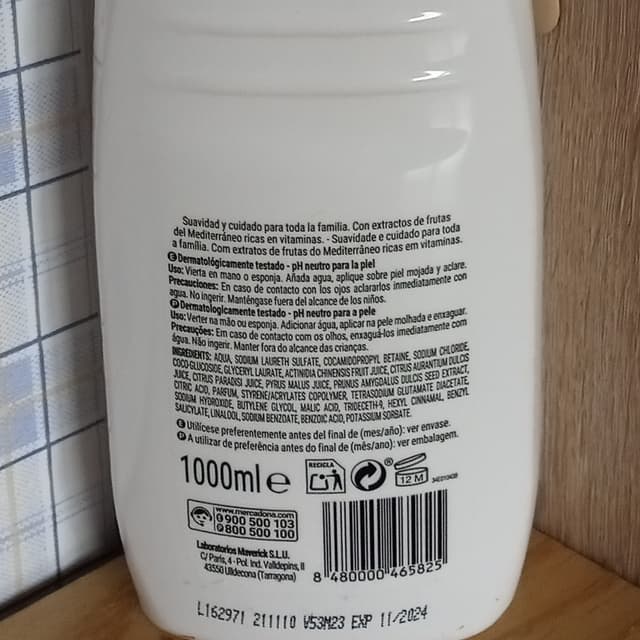 Suavidad y cuidado para toda la familia. Con extractos de frutas
del Mediterráneo ricas en vitaminas. - Suavidade e cuidado para toda
a família. Com extratos de frutas do Mediterráneo ricas em vitaminas.
E Dermatológicamente testado - pH neutro para la piel
Uso: Vierta en mano o esponja. Añada agua, aplique sobre piel mojada y aclare.
Precauciones: En caso de contacto con los ojos aclararlos inmediatamente con
agua. No ingerir. Manténgase fuera del alcance de los niños.
P Dermatologicamente testado - pH neutro para a pele
Uso: Verter na mão ou esponja. Adicionar água, aplicar na pele molhada e enxaguar.
Precauções: Em caso de contacto com os olhos, enxaguá-los imediatamente com
água. Não ingerir. Manter fora do alcance das crianças.
INGREDIENTS: AQUA, SODIUM LAURETH SULFATE, COCAMIDOPROPYL BETAINE, SODIUM CHLORIDE,
COCO-GLUCOSIDE, GLYCERYL LAURATE, ACTINIDIA CHINENSIS FRUIT JUICE, CITRUS AURANTIUM DULCIS
JUICE, CITRUS PARADISI JUICE, PYRUS MALUS JUICE, PRUNUS AMYGDALUS DULCIS SEED EXTRACT,
CITRIC ACID, PARFUM, STYRENE/ACRYLATES COPOLYMER, TETRASODIUM GLUTAMATE DIACETATE,
SODIUM HYDROXIDE, BUTYLENE GLYCOL, MALIC ACID, TRIDECETH-9, HEXYL CINNAMAL, BENZYL
SALICYLATE, LINALOOL, SODIUM BENZOATE, BENZOIC ACID, POTASSIUM SORBATE.
E Utilícese preferentemente antes del final de (mes/año): ver envase.
P A utilizar de preferência antes do final de (mês/ano): ver embalagem.
1000ml e
RECICLA
12 M
www.mercadona.com
E 900 500 103
P 800 500 100
Laboratorios Maverick S.L.U.
C/ París, 4 - Pol. Ind. Valldepins, II
43550 Ulldecona (Tarragona)
8 480000 465825
L162971 211110 V53M23 EXP 11/2024